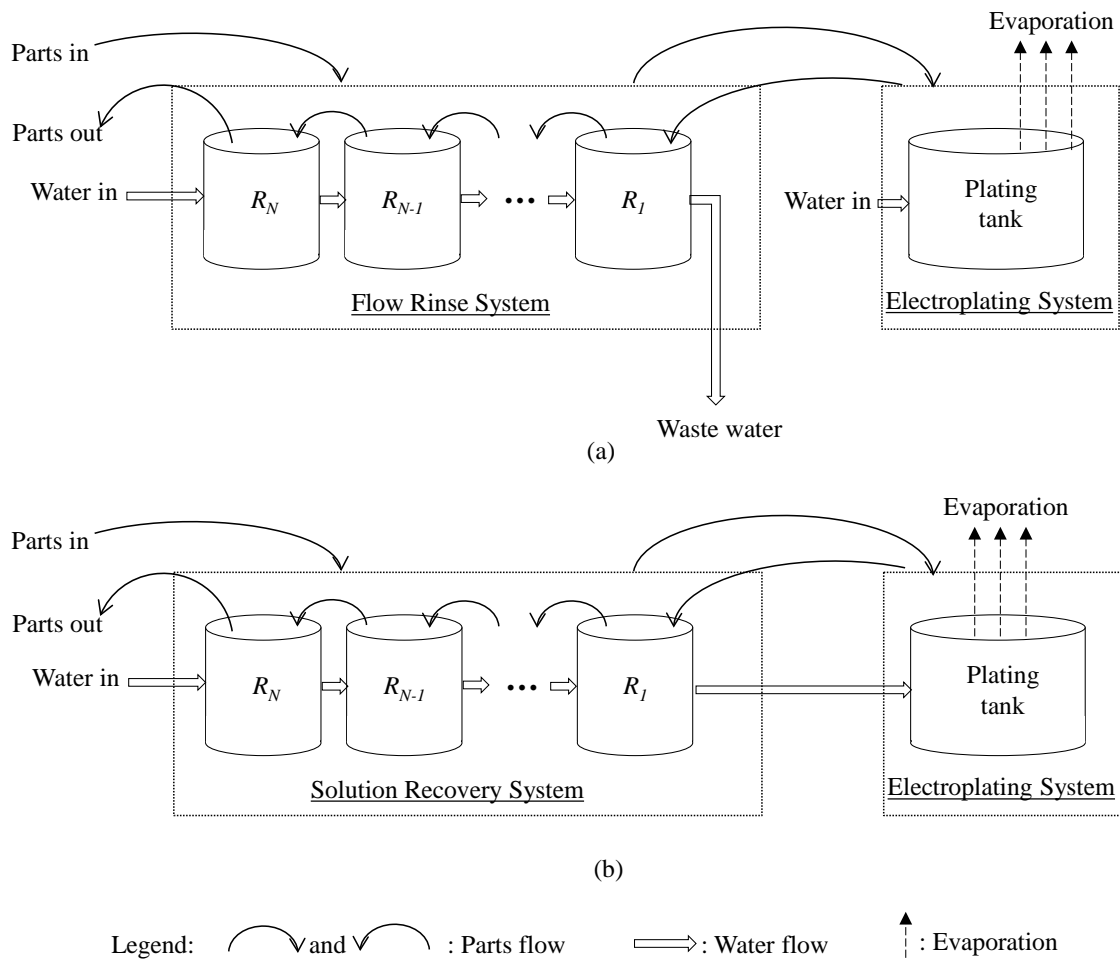 Evaporation
Parts in
Parts out
Water in
R_N
R_{N-1}
•••
R_1
Water in
Plating
tank
Flow Rinse System
Electroplating System
Waste water
(a)
Evaporation
Parts in
Parts out
Water in
R_N
R_{N-1}
•••
R_1
Plating
tank
Solution Recovery System
Electroplating System
(b)
Legend: and : Parts flow : Water flow : Evaporation